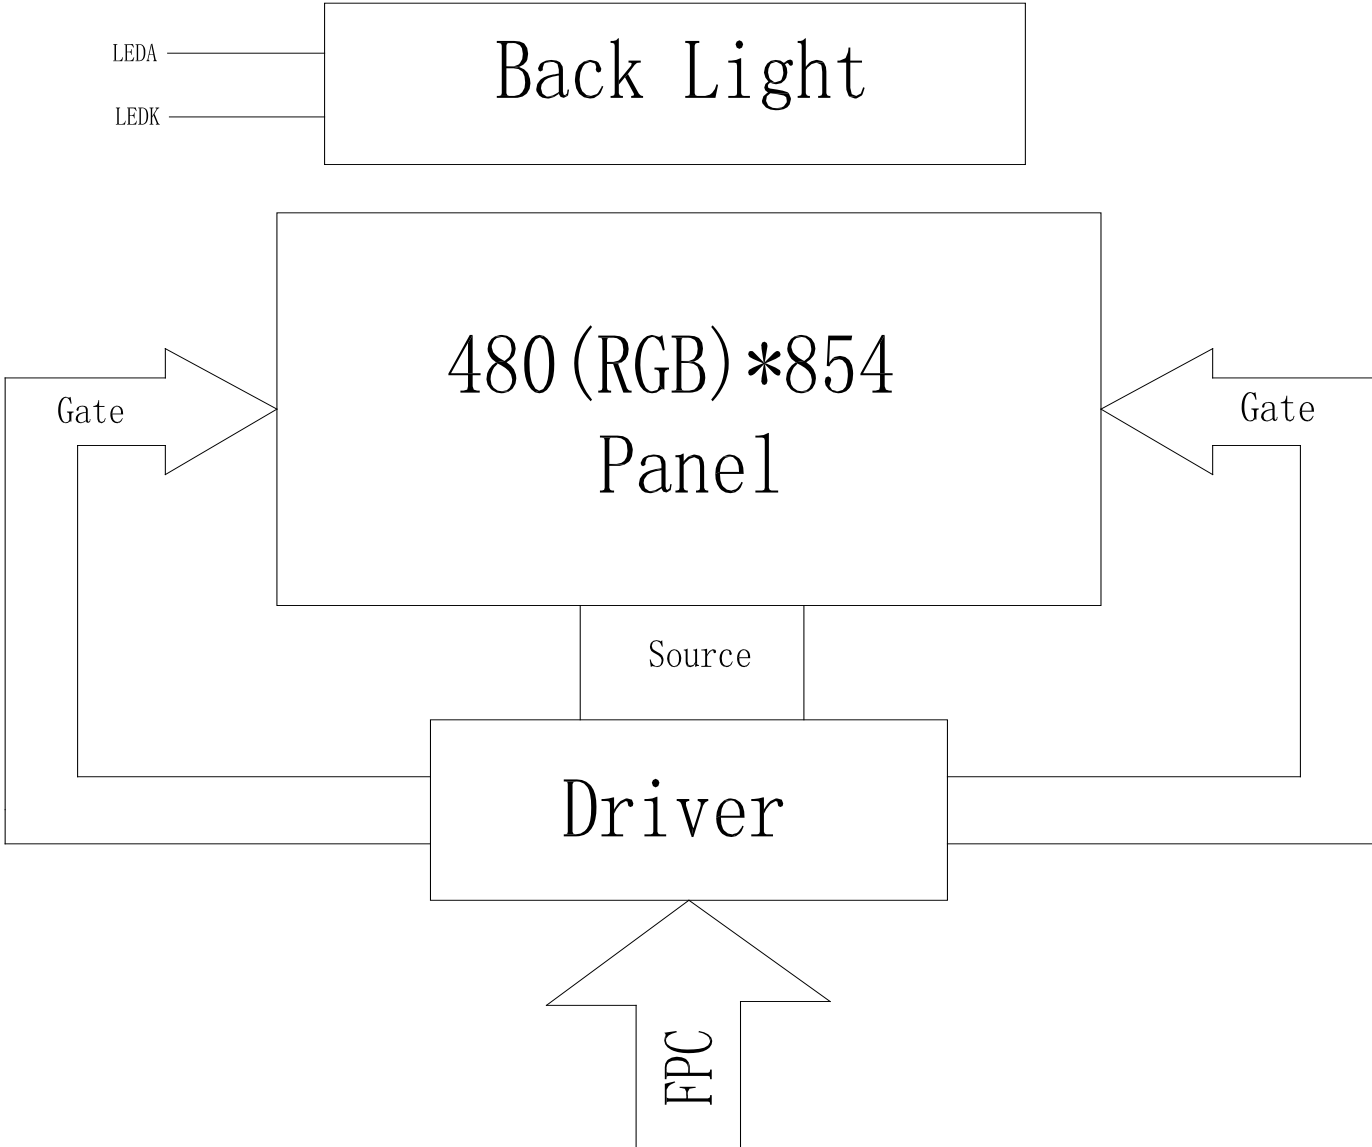 LEDA
Back Light
LEDK
480(RGB)*854
Panel
Gate
Gate
Source
Driver
FPC